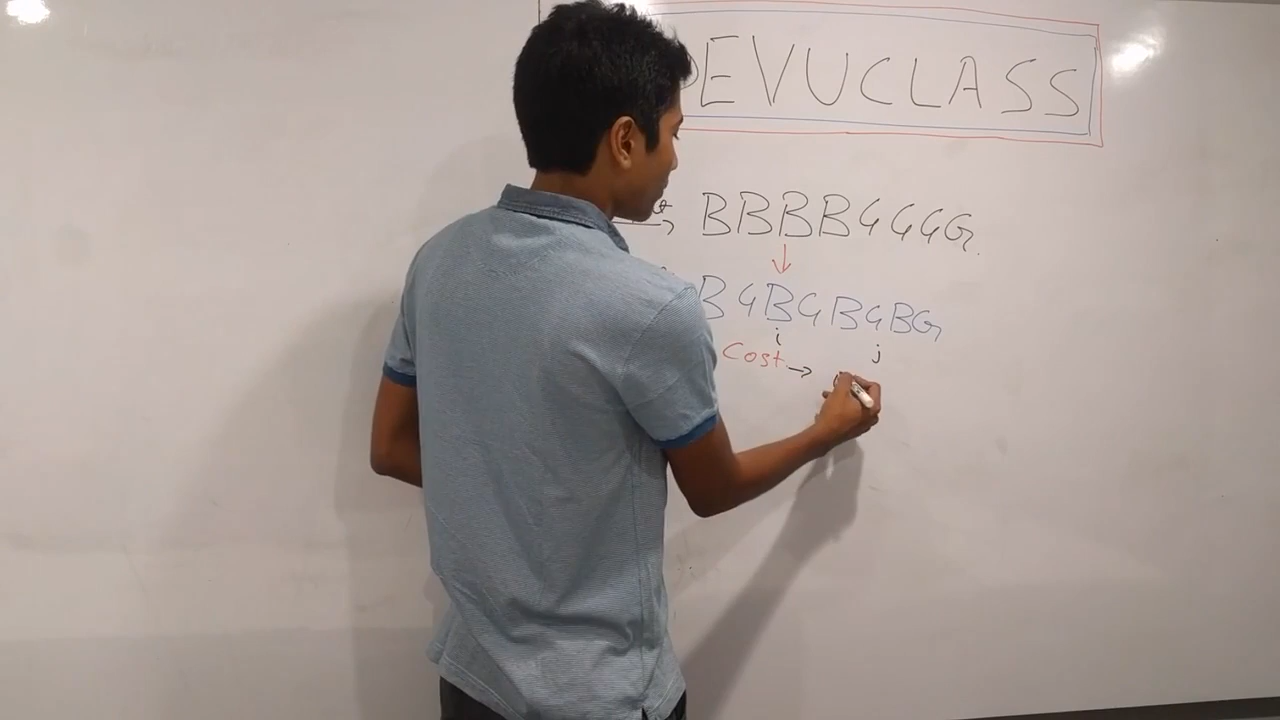 EVUCLASS
→ BBBBGGGG
↓
BGBGBGBG
i j
Cost →